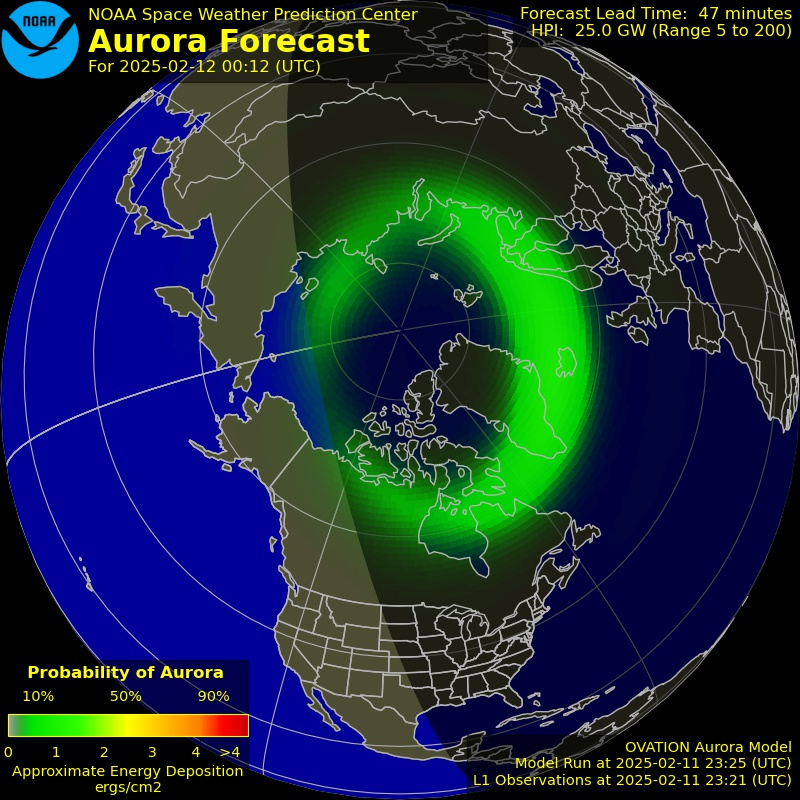 NOAA
NOAA Space Weather Prediction Center
Aurora Forecast
For 2025-02-12 00:12 (UTC)
Forecast Lead Time: 47 minutes
HPI: 25.0 GW (Range 5 to 200)
Probability of Aurora
10% 50% 90%
0 1 2 3 4 >4
Approximate Energy Deposition
ergs/cm2
OVATION Aurora Model
Model Run at 2025-02-11 23:25 (UTC)
L1 Observations at 2025-02-11 23:21 (UTC)